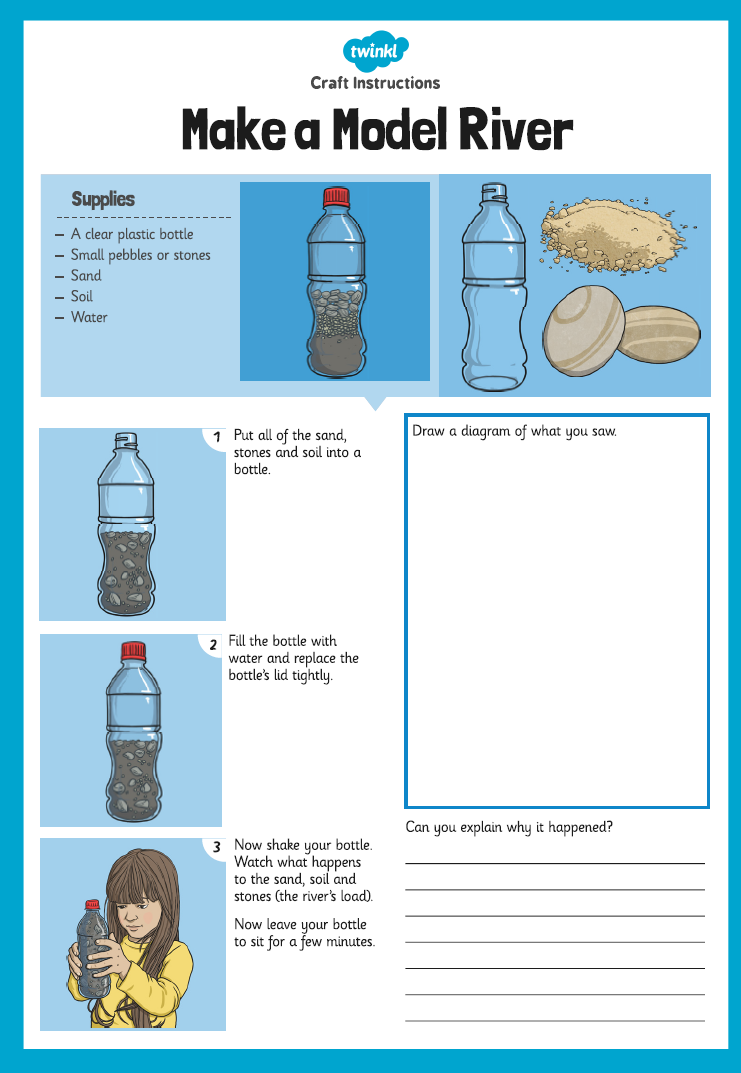 twinkl
Craft Instructions
Make a Model River
Supplies
– A clear plastic bottle
– Small pebbles or stones
– Sand
– Soil
– Water
1
Put all of the sand,
stones and soil into a
bottle.
2
Fill the bottle with
water and replace the
bottle's lid tightly.
3
Now shake your bottle.
Watch what happens
to the sand, soil and
stones (the river's load).
Now leave your bottle
to sit for a few minutes.
Draw a diagram of what you saw.
Can you explain why it happened?